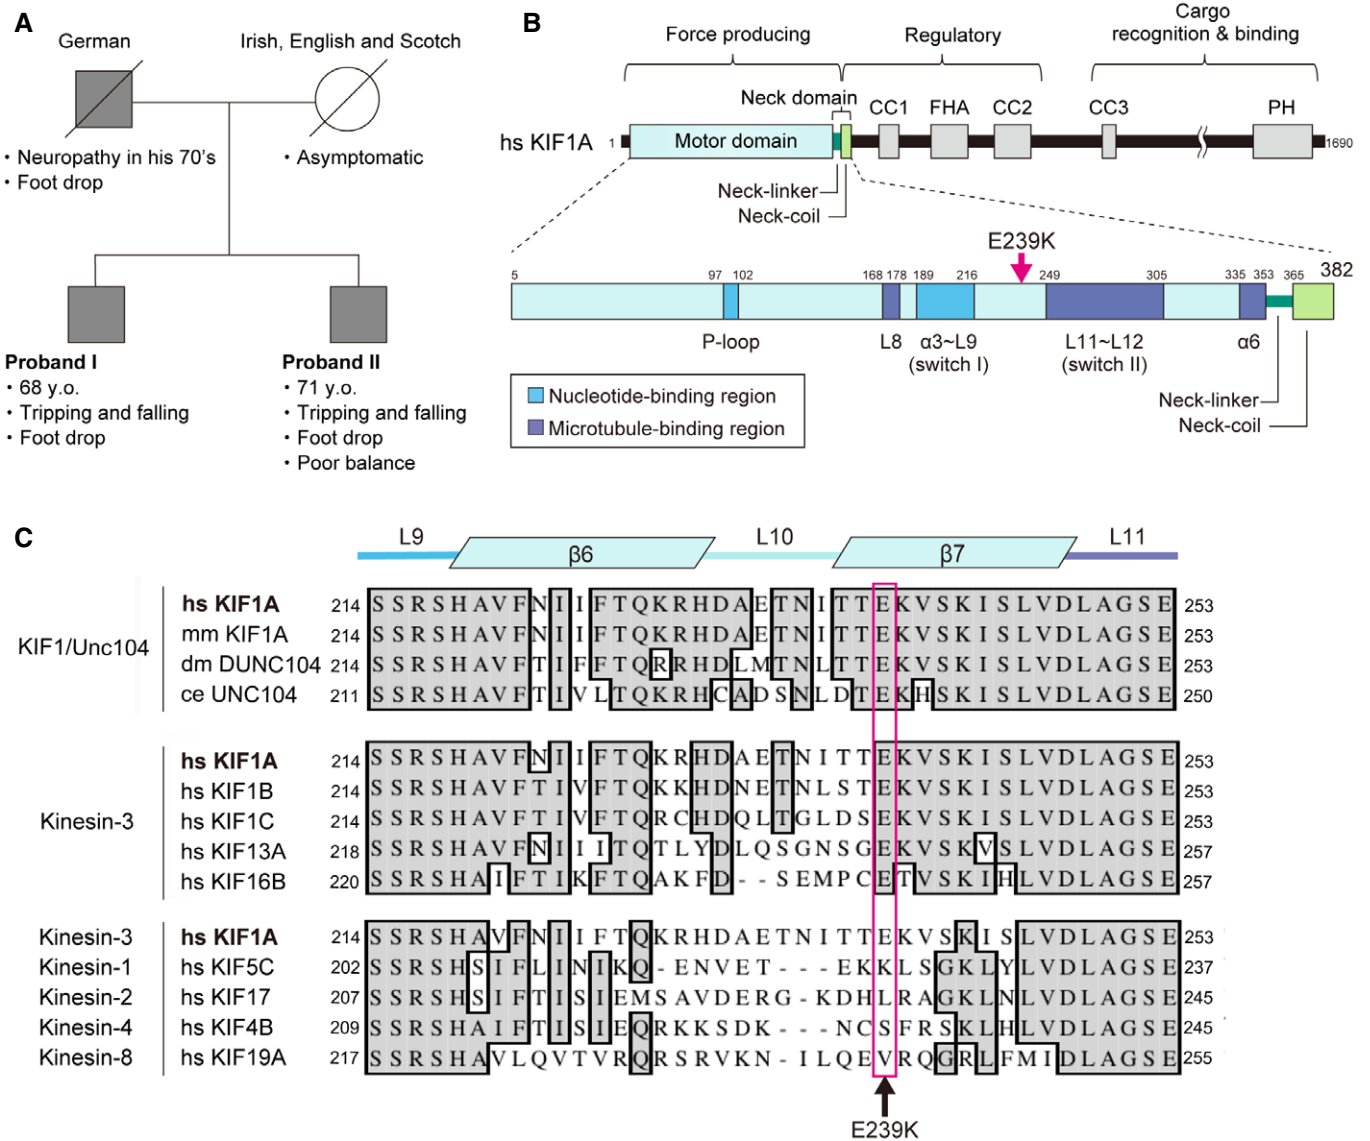 A
German
Irish, English and Scotch
• Neuropathy in his 70's
• Foot drop
• Asymptomatic
Proband I
• 68 y.o.
• Tripping and falling
• Foot drop
Proband II
• 71 y.o.
• Tripping and falling
• Foot drop
• Poor balance
B
Force producing
Regulatory
Cargo
recognition & binding
Neck domain
CC1
FHA
CC2
CC3
PH
hs KIF1A
1
Motor domain
1690
Neck-linker
Neck-coil
E239K
5
97
102
168
178
189
216
249
305
335
353
365
382
P-loop
L8
α3~L9
(switch I)
L11~L12
(switch II)
α6
Neck-linker
Neck-coil
Nucleotide-binding region
Microtubule-binding region
C
L9
β6
L10
β7
L11
KIF1/Unc104
hs KIF1A 214 SSRSHAVFNIIFTQKRHDAETNITTEKVSKISLVDLAGSE 253
mm KIF1A 214 SSRSHAVFNIIFTQKRHDAETNITTEKVSKISLVDLAGSE 253
dm DUNC104 214 SSRSHAVFTIFFTQRRHDLMTNLTTEKVSKISLVDLAGSE 253
ce UNC104 211 SSRSHAVFTIVLTQKRHCADSNLDTEKHSKISLVDLAGSE 250
Kinesin-3
hs KIF1A 214 SSRSHAVFNIIFTQKRHDAETNITTEKVSKISLVDLAGSE 253
hs KIF1B 214 SSRSHAVFTIVFTQKKHDNETNLSTEKVSKISLVDLAGSE 253
hs KIF1C 214 SSRSHAVFTIVFTQRCHDQLTGLDSEKVSKISLVDLAGSE 253
hs KIF13A 218 SSRSHAVFNIIITQTLYDLQSGNSGEKVSKVSLVDLAGSE 257
hs KIF16B 220 SSRSHAIFTIKFTQAKFD--SEMPCETVSKIHLVDLAGSE 257
Kinesin-3 hs KIF1A 214 SSRSHAVFNIIFTQKRHDAETNITTEKVSKISLVDLAGSE 253
Kinesin-1 hs KIF5C 202 SSRSHSIFLINIKQ-ENVET---EKKLSGKLYLVDLAGSE 237
Kinesin-2 hs KIF17 207 SSRSHSIFTISIEMSAVDERG-KDHLRAGKLNLVDLAGSE 245
Kinesin-4 hs KIF4B 209 SSRSHAIFTISIEQRKKSDK---NCSFRSKLHLVDLAGSE 245
Kinesin-8 hs KIF19A 217 SSRSHAVLQVTVRQRSRVKN-ILQEVRQGRLFMIDLAGSE 255
E239K